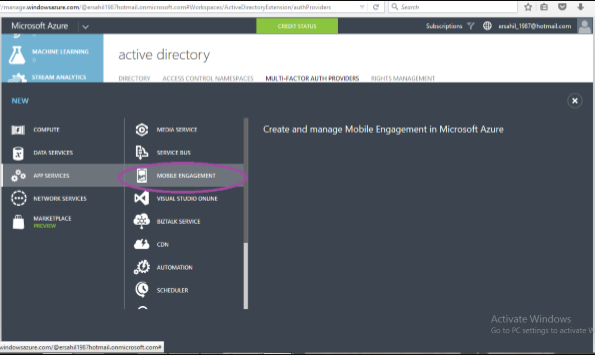 manage.windowsazure.com/@ersahil1987hotmail.onmicrosoft.com#Workspaces/ActiveDirectoryExtension/authProviders
Search
Microsoft Azure
CREDIT STATUS
Subscriptions
ersahil_1987@hotmail.com
MACHINE LEARNING
0
STREAM ANALYTICS
active directory
DIRECTORY ACCESS CONTROL NAMESPACES MULTI-FACTOR AUTH PROVIDERS RIGHTS MANAGEMENT
NEW
COMPUTE
DATA SERVICES
APP SERVICES
NETWORK SERVICES
MARKETPLACE
PREVIEW
MEDIA SERVICE
SERVICE BUS
MOBILE ENGAGEMENT
VISUAL STUDIO ONLINE
BIZTALK SERVICE
CDN
AUTOMATION
SCHEDULER
Create and manage Mobile Engagement in Microsoft Azure
Activate Windows
Go to PC settings to activate W
windowsazure.com/@ersahil1987hotmail.onmicrosoft.com#